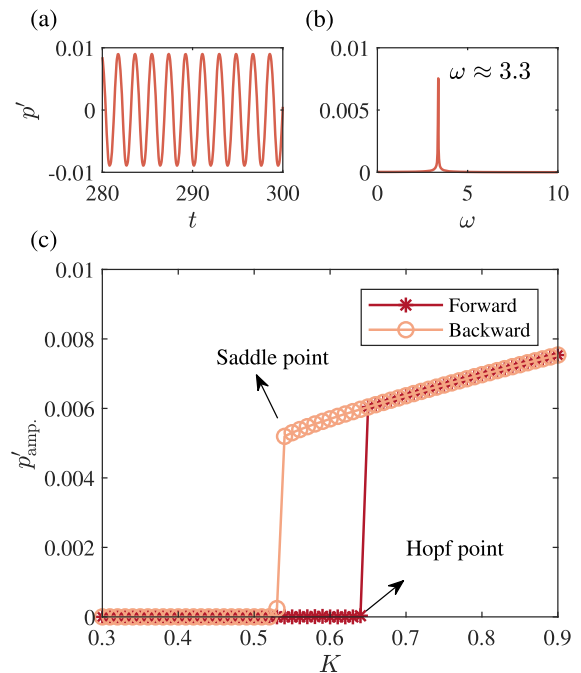 (a)
(b)
0.01
0
-0.01
p′
280
290
300
t
0.01
0.005
0
ω ≈ 3.3
0
5
10
ω
(c)
0.01
0.008
0.006
0.004
0.002
0
p′amp.
Forward
Backward
Saddle point
Hopf point
0.3
0.4
0.5
0.6
0.7
0.8
0.9
K